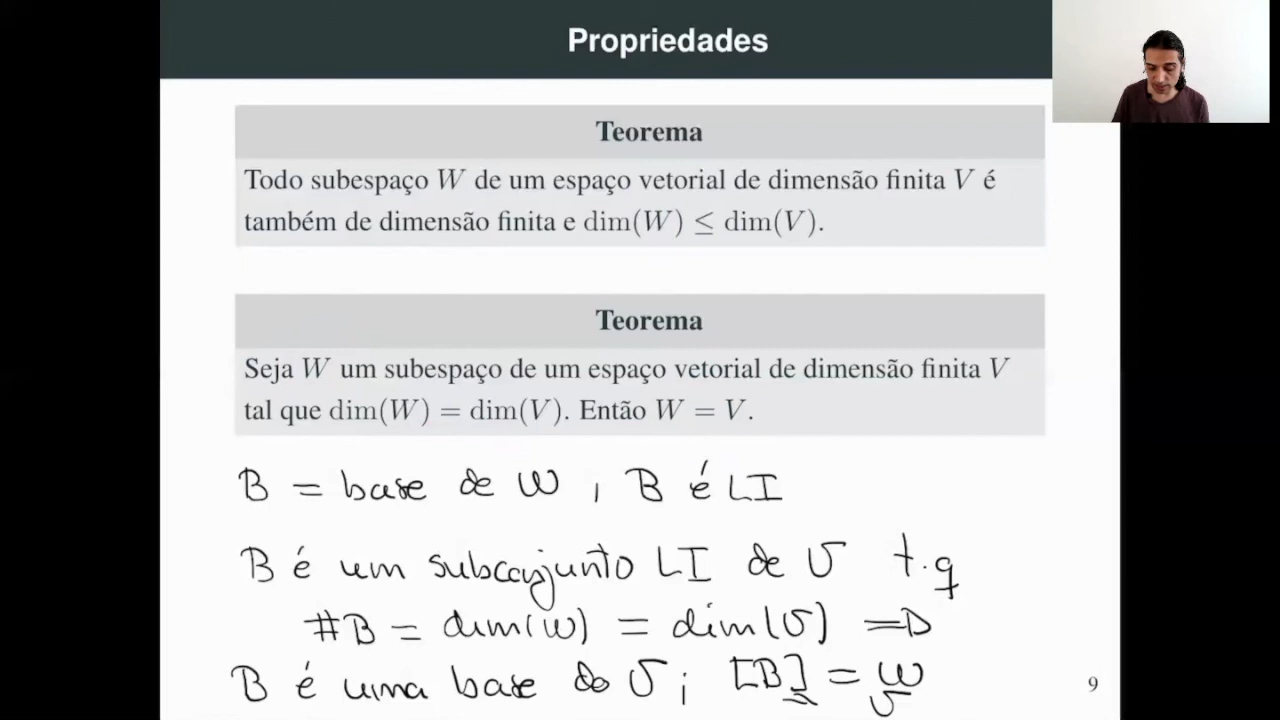 Propriedades
Teorema
Todo subespaço W de um espaço vetorial de dimensão finita V é
também de dimensão finita e dim(W) ≤ dim(V).
Teorema
Seja W um subespaço de um espaço vetorial de dimensão finita V
tal que dim(W) = dim(V). Então W = V.
B = base de W , B é LI
B é um subconjunto LI de V t.q
#B = dim(W) = dim(V) ⇒
B é uma base de V ; [B] = W
V
9